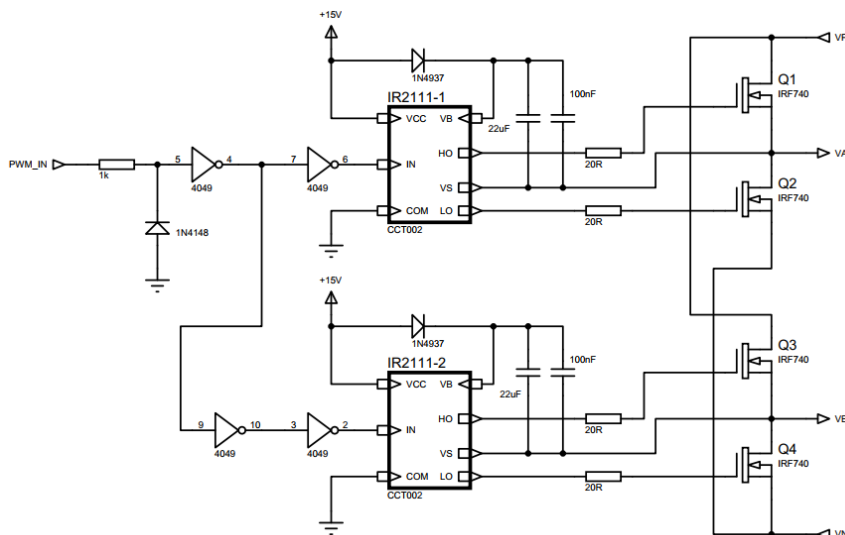 +15V
1N4937
IR2111-1
VCC
VB
22uF
100nF
Q1
IRF740
PWM_IN
1k
5
4
4049
7
6
4049
IN
HO
20R
VS
1N4148
COM
LO
20R
CCT002
Q2
IRF740
+15V
1N4937
IR2111-2
VCC
VB
22uF
100nF
Q3
IRF740
9
10
4049
3
2
4049
IN
HO
20R
VS
COM
LO
20R
CCT002
Q4
IRF740